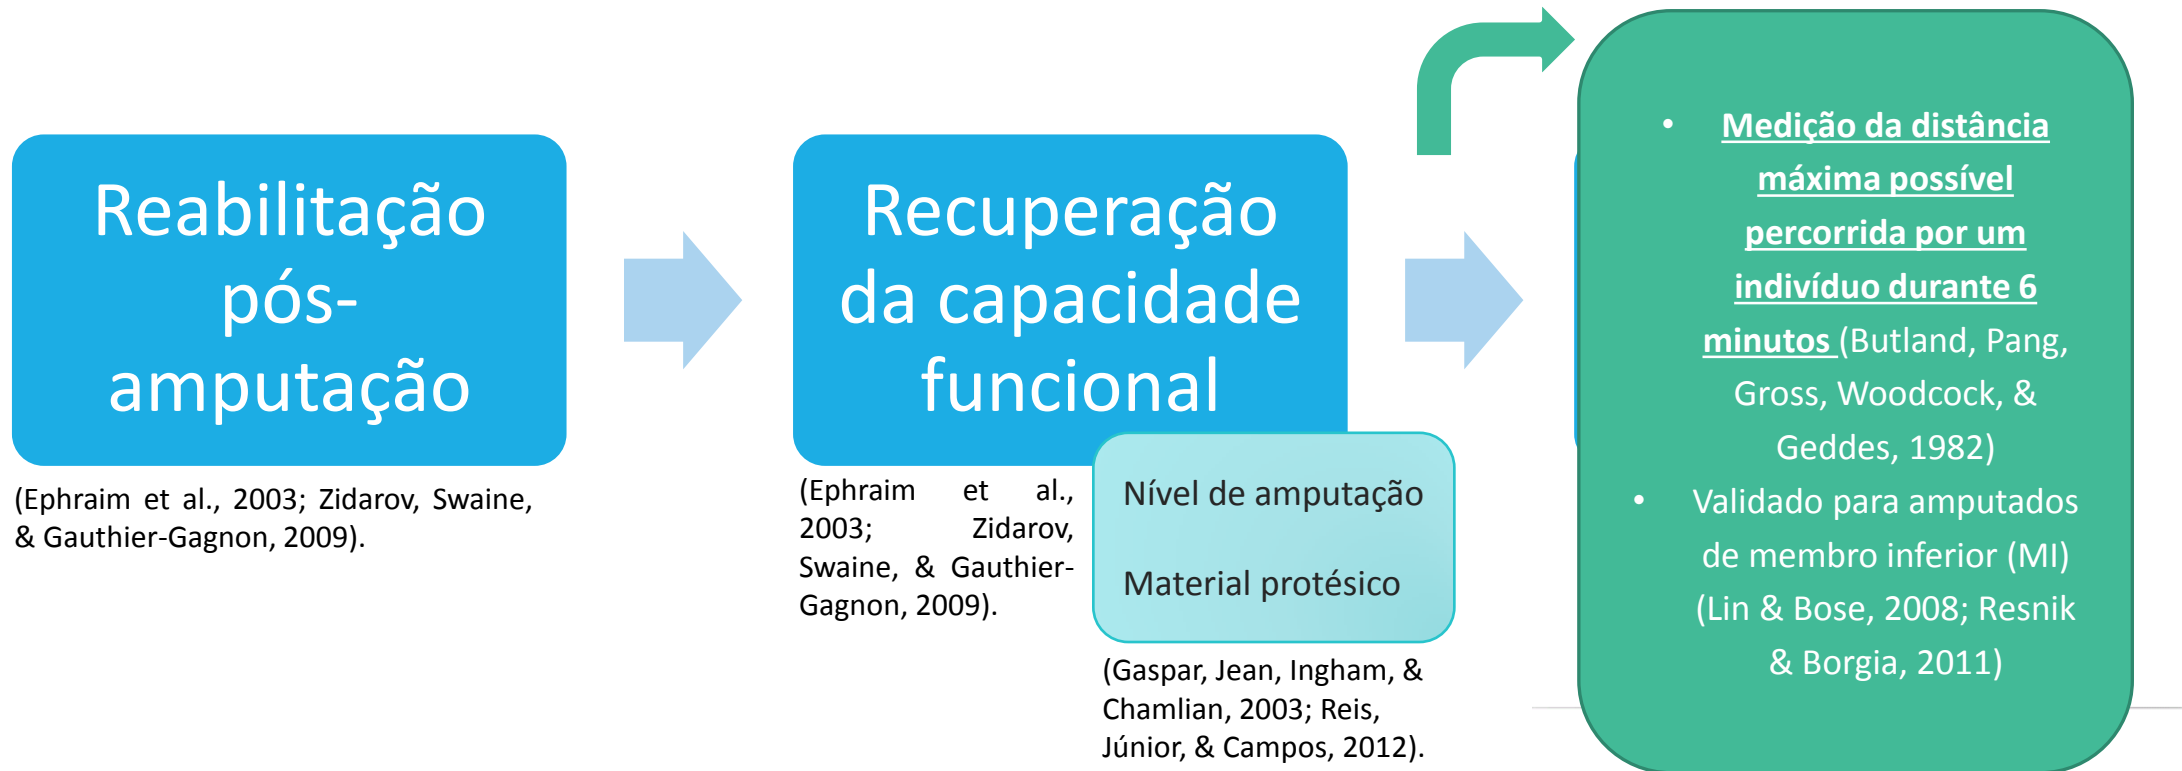 Reabilitação
pós-
amputação
(Ephraim et al., 2003; Zidarov, Swaine,
& Gauthier-Gagnon, 2009).
Recuperação
da capacidade
funcional
(Ephraim et al.,
2003; Zidarov,
Swaine, & Gauthier-
Gagnon, 2009).
Nível de amputação
Material protésico
(Gaspar, Jean, Ingham, &
Chamlian, 2003; Reis,
Júnior, & Campos, 2012).
• Medição da distância
máxima possível
percorrida por um
indivíduo durante 6
minutos (Butland, Pang,
Gross, Woodcock, &
Geddes, 1982)
• Validado para amputados
de membro inferior (MI)
(Lin & Bose, 2008; Resnik
& Borgia, 2011)